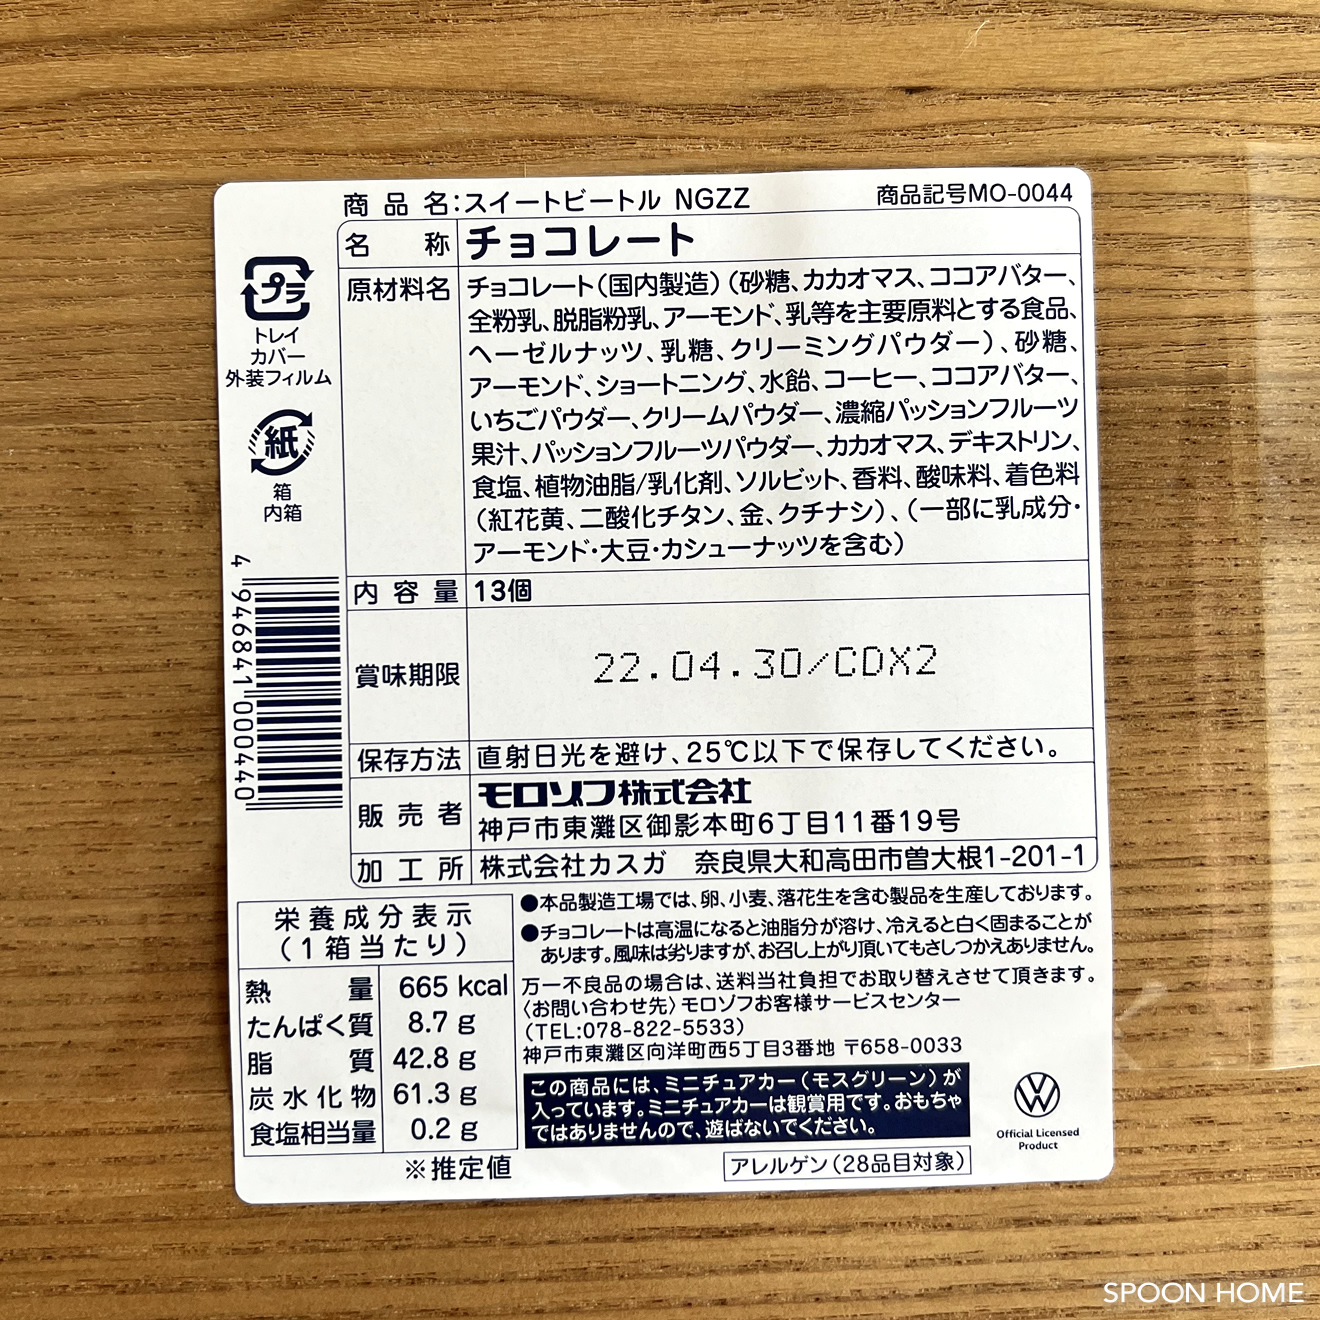 商品名:スイートビートル NGZZ 商品記号MO-0044
名称 チョコレート
原材料名 チョコレート(国内製造)(砂糖、カカオマス、ココアバター、
全粉乳、脱脂粉乳、アーモンド、乳等を主要原料とする食品、
ヘーゼルナッツ、乳糖、クリーミングパウダー)、砂糖、
アーモンド、ショートニング、水飴、コーヒー、ココアバター、
いちごパウダー、クリームパウダー、濃縮パッションフルーツ
果汁、パッションフルーツパウダー、カカオマス、デキストリン、
食塩、植物油脂/乳化剤、ソルビット、香料、酸味料、着色料
(紅花黄、二酸化チタン、金、クチナシ)、(一部に乳成分・
アーモンド・大豆・カシューナッツを含む)
内容量 13個
賞味期限 22.04.30/CDX2
保存方法 直射日光を避け、25℃以下で保存してください。
販売者 モロゾフ株式会社
神戸市東灘区御影本町6丁目11番19号
加工所 株式会社カスガ 奈良県大和高田市曽大根1-201-1
プラ
トレイ
カバー
外装フィルム
紙
箱
内箱
4 946841 000440
栄養成分表示
(1箱当たり)
熱量 665 kcal
たんぱく質 8.7 g
脂質 42.8 g
炭水化物 61.3 g
食塩相当量 0.2 g
※推定値
●本品製造工場では、卵、小麦、落花生を含む製品を生産しております。
●チョコレートは高温になると油脂分が溶け、冷えると白く固まることが
あります。風味は劣りますが、お召し上がり頂いてもさしつかえありません。
万一不良品の場合は、送料当社負担でお取り替えさせて頂きます。
〈お問い合わせ先〉モロゾフお客様サービスセンター
(TEL:078-822-5533)
神戸市東灘区向洋町西5丁目3番地 〒658-0033
この商品には、ミニチュアカー(モスグリーン)が
入っています。ミニチュアカーは観賞用です。おもちゃ
ではありませんので、遊ばないでください。
Official Licensed
Product
アレルゲン(28品目対象)
SPOON HOME